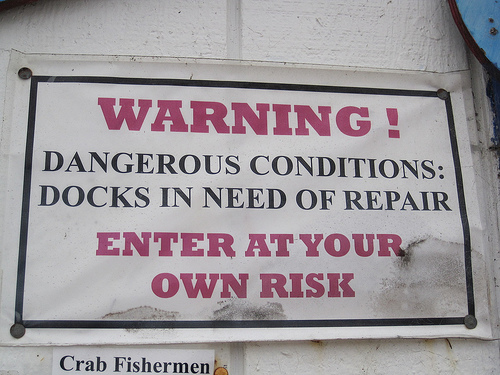 WARNING !
DANGEROUS CONDITIONS:
DOCKS IN NEED OF REPAIR
ENTER AT YOUR
OWN RISK
Crab Fishermen